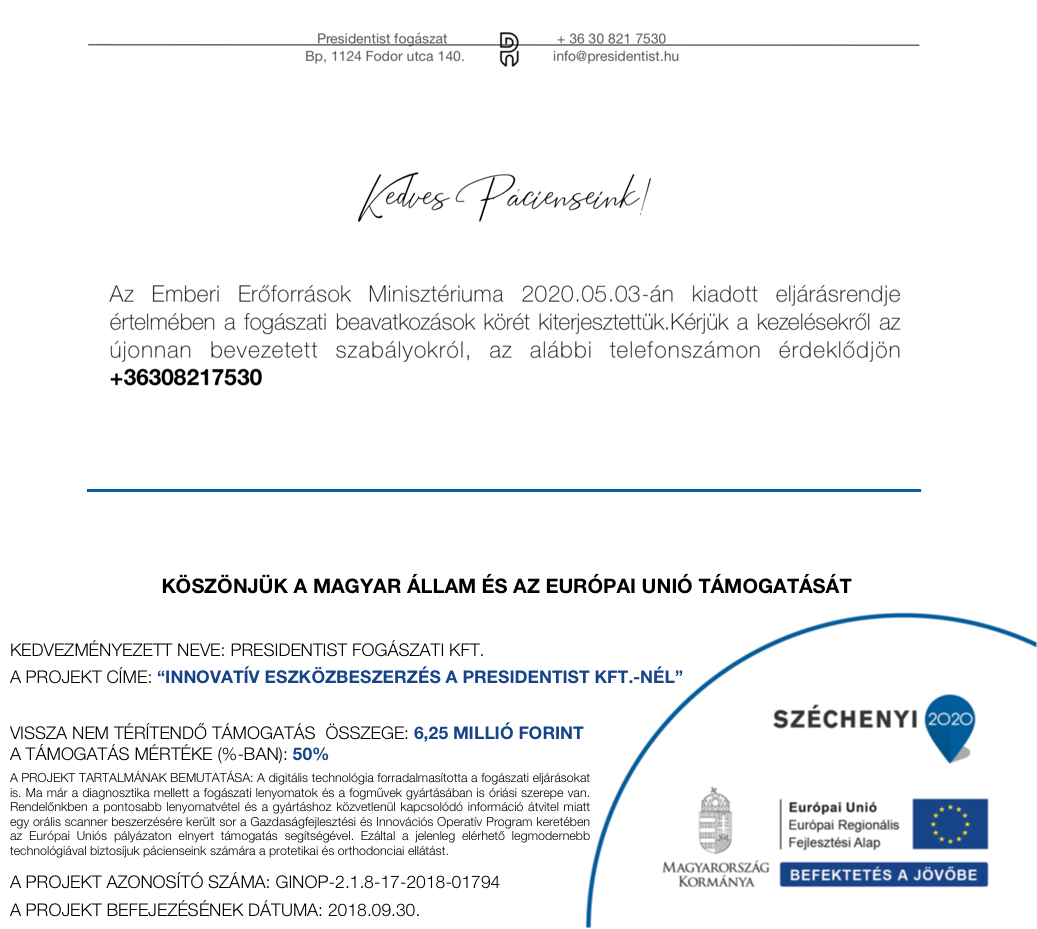 Presidentist fogászat
Bp, 1124 Fodor utca 140.
+ 36 30 821 7530
info@presidentist.hu
Kedves Pácienseink!
Az Emberi Erőforrások Minisztériuma 2020.05.03-án kiadott eljárásrendje
értelmében a fogászati beavatkozások körét kiterjesztettük.Kérjük a kezelésekről az
újonnan bevezetett szabályokról, az alábbi telefonszámon érdeklődjön
+36308217530
KÖSZÖNJÜK A MAGYAR ÁLLAM ÉS AZ EURÓPAI UNIÓ TÁMOGATÁSÁT
KEDVEZMÉNYEZETT NEVE: PRESIDENTIST FOGÁSZATI KFT.
A PROJEKT CÍME: “INNOVATÍV ESZKÖZBESZERZÉS A PRESIDENTIST KFT.-NÉL”
VISSZA NEM TÉRÍTENDŐ TÁMOGATÁS  ÖSSZEGE: 6,25 MILLIÓ FORINT
A TÁMOGATÁS MÉRTÉKE (%-BAN): 50%
A PROJEKT TARTALMÁNAK BEMUTATÁSA: A digitális technológia forradalmasította a fogászati eljárásokat
is. Ma már a diagnosztika mellett a fogászati lenyomatok és a fogművek gyártásában is óriási szerepe van.
Rendelőnkben a pontosabb lenyomatvétel és a gyártáshoz közvetlenül kapcsolódó információ átvitel miatt
egy orális scanner beszerzésére került sor a Gazdaságfejlesztési és Innovációs Operatív Program keretében
az Európai Uniós pályázaton elnyert támogatás segítségével. Ezáltal a jelenleg elérhető legmodernebb
technológiával biztosíjuk pácienseink számára a protetikai és orthodonciai ellátást.
A PROJEKT AZONOSÍTÓ SZÁMA: GINOP-2.1.8-17-2018-01794
A PROJEKT BEFEJEZÉSÉNEK DÁTUMA: 2018.09.30.
SZÉCHENYI 2020
MAGYARORSZÁG
KORMÁNYA
Európai Unió
Európai Regionális
Fejlesztési Alap
BEFEKTETÉS A JÖVŐBE